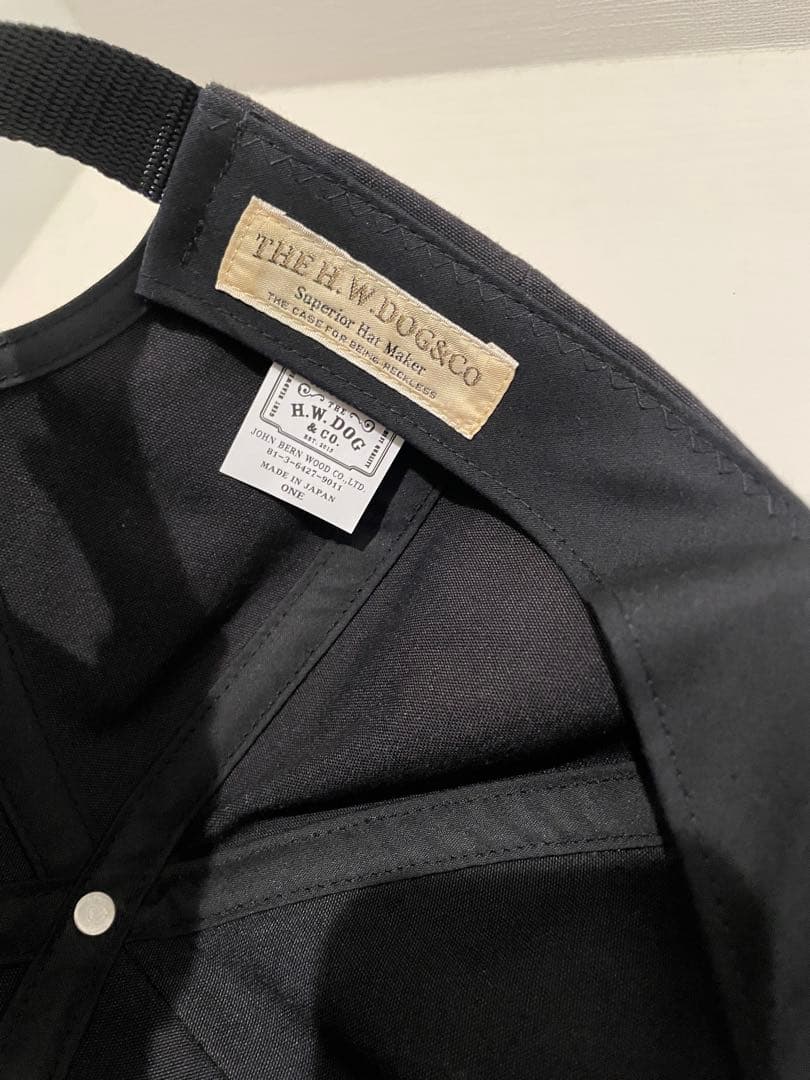 THE H.W.DOG&CO
Superior Hat Maker
THE CASE FOR BEING RECKLESS
THE
H.W. DOG
& CO.
EST. 2012
JOHN BERN WOOD CO.,LTD.
81-3-6427-9011
MADE IN JAPAN
ONE